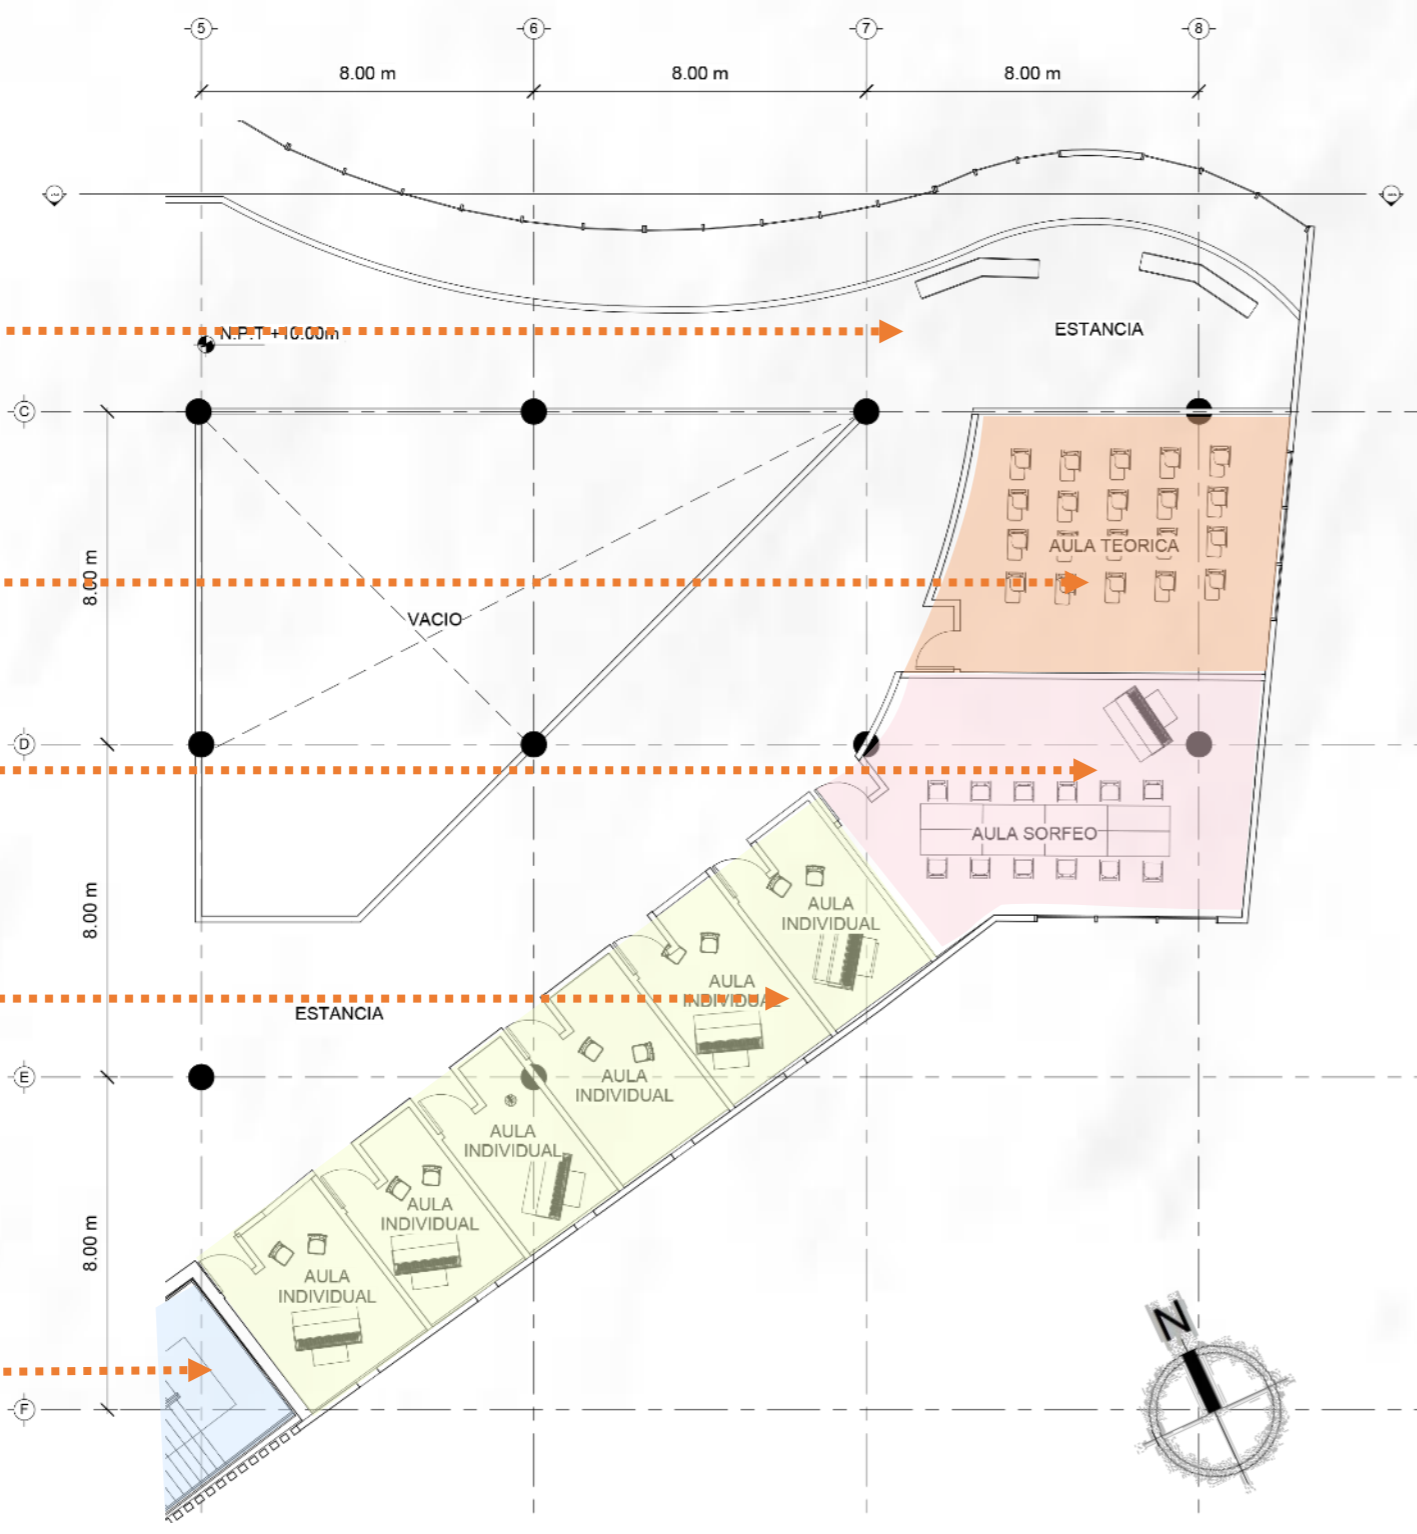 5 6 7 8
8.00 m 8.00 m 8.00 m
N.P.T +10.00m
ESTANCIA
C
8.00 m
AULA TEORICA
VACIO
D
AULA SORFEO
8.00 m
AULA
INDIVIDUAL
AULA
INDIVIDUAL
ESTANCIA
E
AULA
INDIVIDUAL
AULA
INDIVIDUAL
AULA
INDIVIDUAL
8.00 m
AULA
INDIVIDUAL
N
F